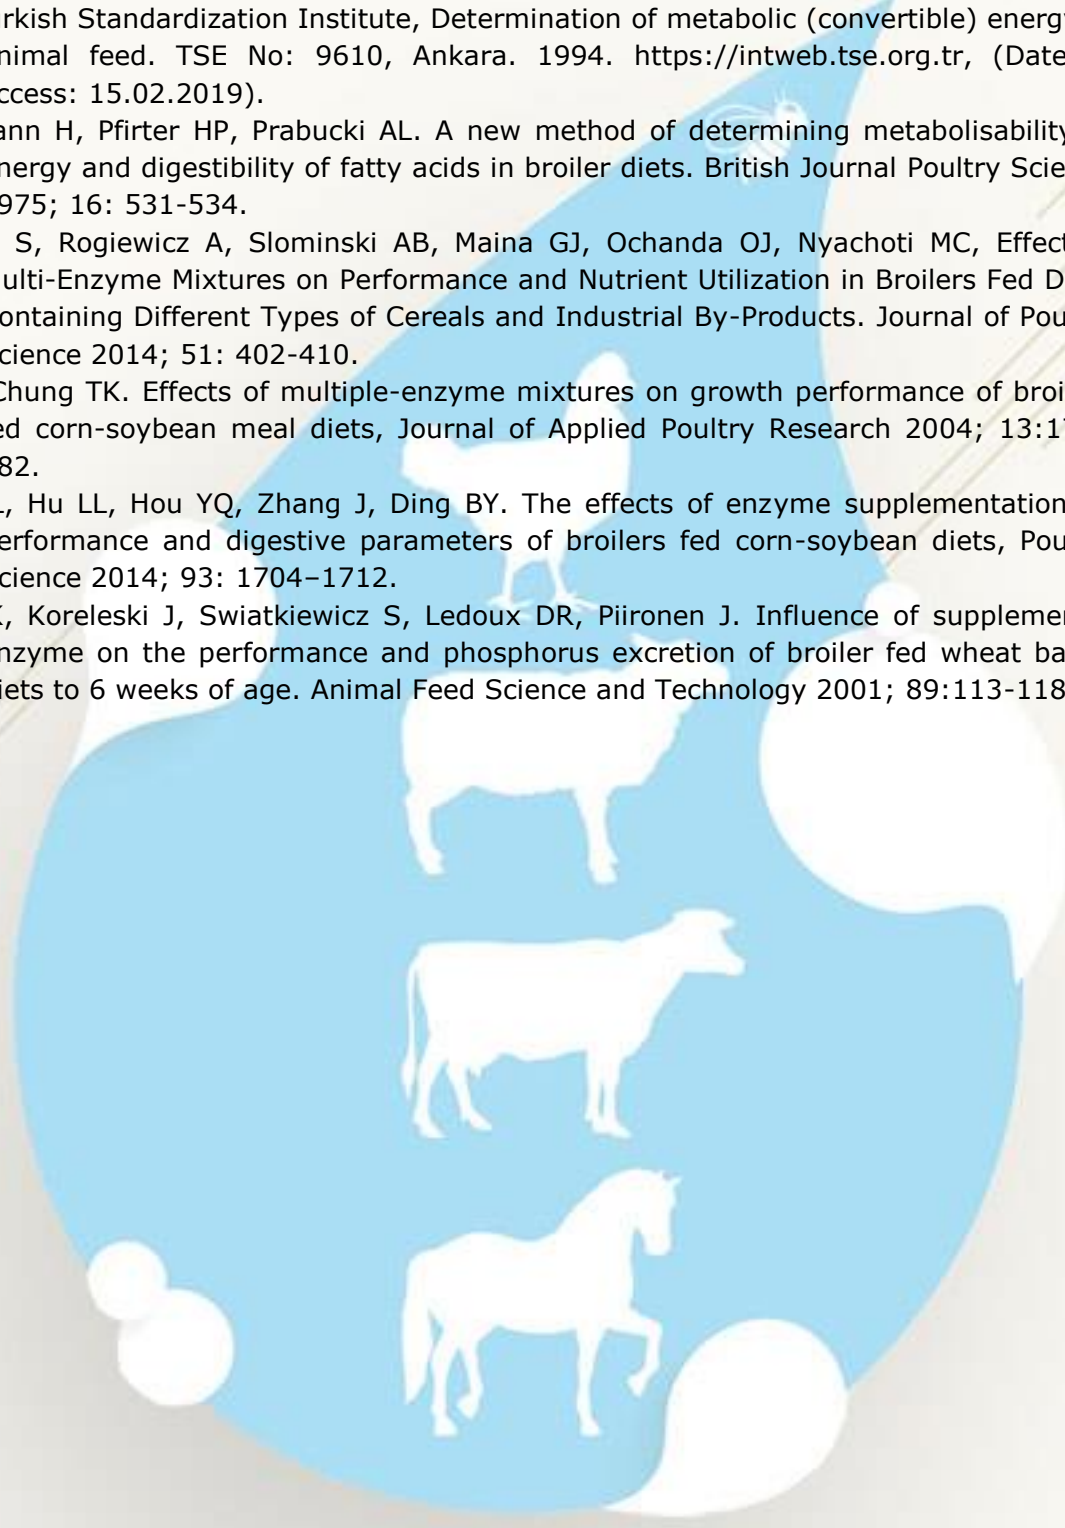 rkish Standardization Institute, Determination of metabolic (convertible) energy
nimal feed. TSE No: 9610, Ankara. 1994. https://intweb.tse.org.tr, (Date
ccess: 15.02.2019).
ann H, Pfirter HP, Prabucki AL. A new method of determining metabolisability
nergy and digestibility of fatty acids in broiler diets. British Journal Poultry Scie
975; 16: 531-534.
S, Rogiewicz A, Slominski AB, Maina GJ, Ochanda OJ, Nyachoti MC, Effect
ulti-Enzyme Mixtures on Performance and Nutrient Utilization in Broilers Fed D
ontaining Different Types of Cereals and Industrial By-Products. Journal of Pou
cience 2014; 51: 402-410.
Chung TK. Effects of multiple-enzyme mixtures on growth performance of broi
ed corn-soybean meal diets, Journal of Applied Poultry Research 2004; 13:17
82.
L, Hu LL, Hou YQ, Zhang J, Ding BY. The effects of enzyme supplementation
erformance and digestive parameters of broilers fed corn-soybean diets, Pou
cience 2014; 93: 1704–1712.
K, Koreleski J, Swiatkiewicz S, Ledoux DR, Piironen J. Influence of supplemen
nzyme on the performance and phosphorus excretion of broiler fed wheat ba
iets to 6 weeks of age. Animal Feed Science and Technology 2001; 89:113-118